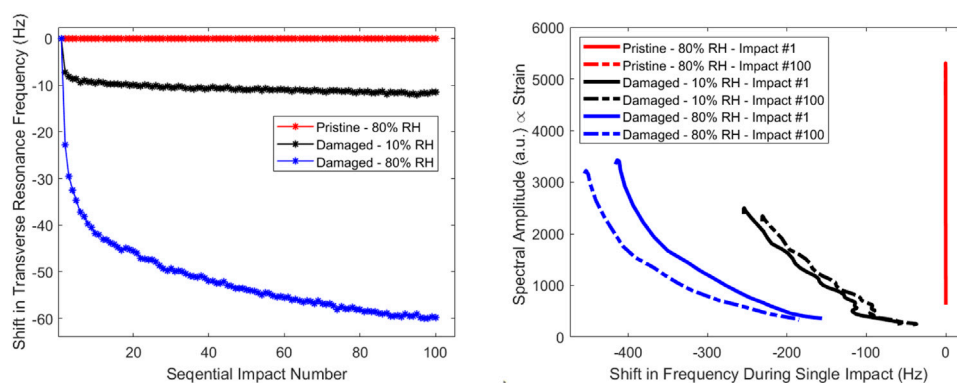 Shift in Transverse Resonance Frequency (Hz)
0
-10
-20
-30
-40
-50
-60
20
40
60
80
100
Pristine - 80% RH
Damaged - 10% RH
Damaged - 80% RH
Seqential Impact Number
Spectral Amplitude (a.u.) ∝ Strain
6000
5000
4000
3000
2000
1000
0
-400
-300
-200
-100
0
Pristine - 80% RH - Impact #1
Pristine - 80% RH - Impact #100
Damaged - 10% RH - Impact #1
Damaged - 10% RH - Impact #100
Damaged - 80% RH - Impact #1
Damaged - 80% RH - Impact #100
Shift in Frequency During Single Impact (Hz)